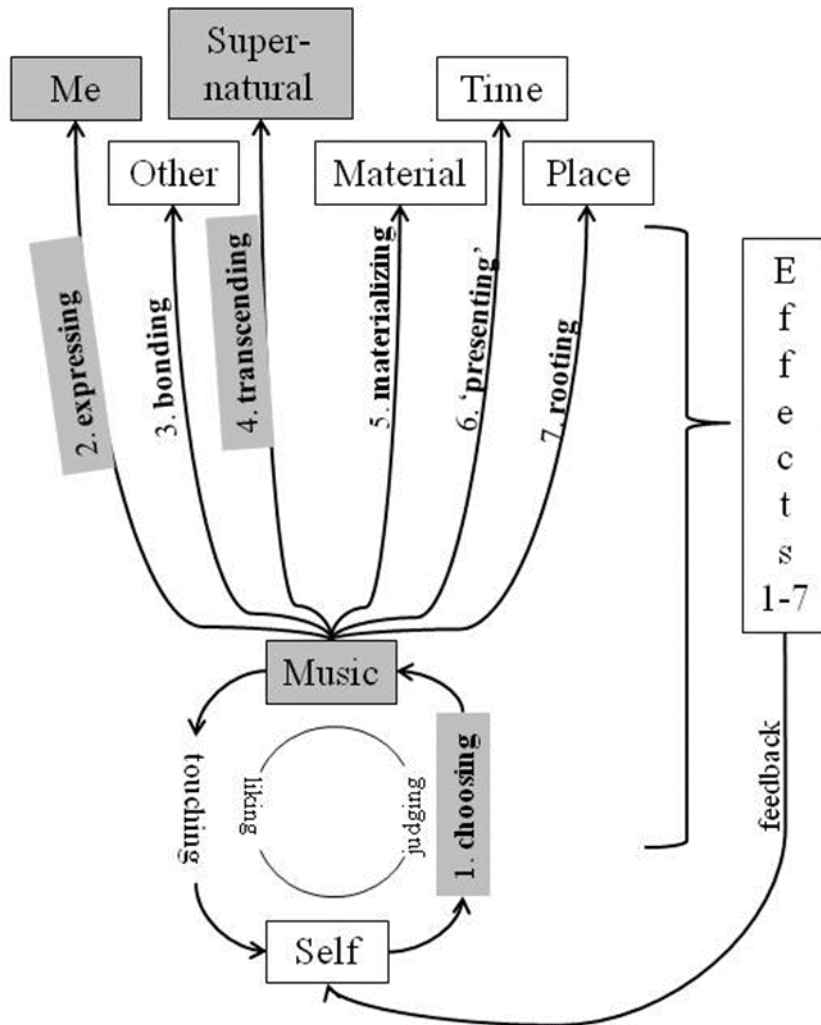 Me
Super-
natural
Time
Other
Material
Place
2. expressing
3. bonding
4. transcending
5. materializing
6. ‘presenting’
7. rooting
Effects
1-7
Music
touching
liking
judging
1. choosing
feedback
Self